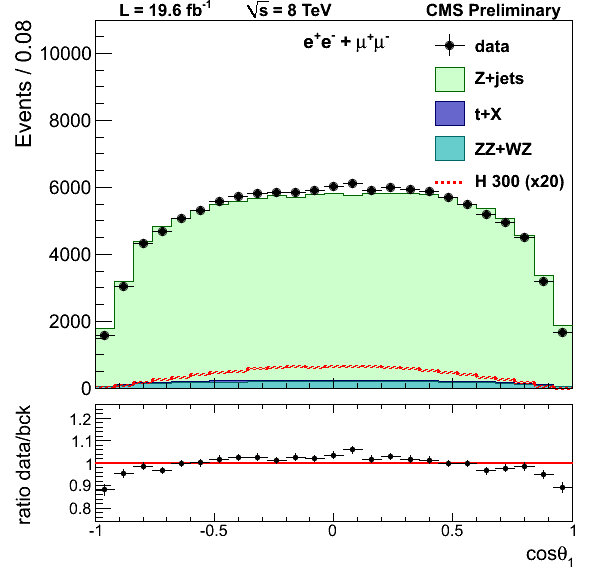 L = 19.6 fb⁻¹ √s = 8 TeV CMS Preliminary
e⁺e⁻ + μ⁺μ⁻
data
Z+jets
t+X
ZZ+WZ
H 300 (x20)
Events / 0.08
10000
8000
6000
4000
2000
0
ratio data/bck
1.2
1.1
1
0.9
0.8
-1 -0.5 0 0.5 1
cosθ₁